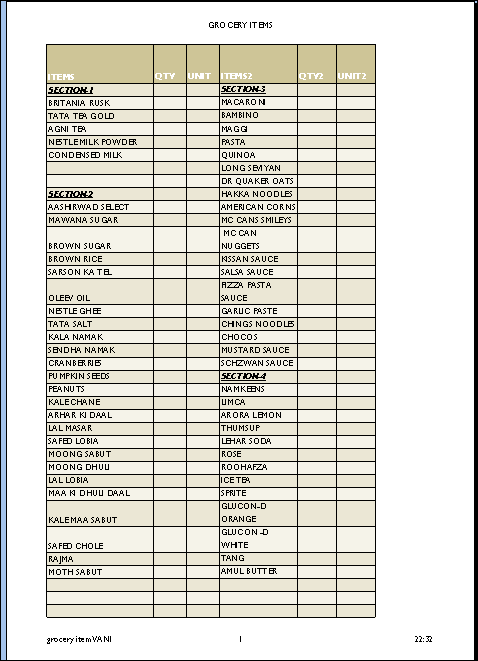 GROCERY ITEMS
ITEMS QTY UNIT ITEMS2 QTY2 UNIT2
SECTION-1 SECTION-3
BRITANIA RUSK MACARONI
TATA TEA GOLD BAMBINO
AGNI TEA MAGGI
NESTLE MILK POWDER PASTA
CONDENSED MILK QUINOA
LONG SEVIYAN
DR QUAKER OATS
SECTION-2 HAKKA NOODLES
AASHIRWAD SELECT AMERICAN CORNS
MAWANA SUGAR MC CANS SMILEYS
MC CAN
BROWN SUGAR NUGGETS
BROWN RICE KISSAN SAUCE
SARSON KA TEL SALSA SAUCE
PIZZA PASTA
OLEEV OIL SAUCE
NESTLE GHEE GARLIC PASTE
TATA SALT CHINGS NOODLES
KALA NAMAK CHOCOS
SENDHA NAMAK MUSTARD SAUCE
CRANBERRIES SCHZWAN SAUCE
PUMPKIN SEEDS SECTION-4
PEANUTS NAMKEENS
KALE CHANE LIMCA
ARHAR KI DAAL ARORA LEMON
LAL MASAR THUMSUP
SAFED LOBIA LEHAR SODA
MOONG SABUT ROSE
MOONG DHULI ROOHAFZA
LAL LOBIA ICE TEA
MAA KI DHULI DAAL SPRITE
GLUCON-D
KALE MAA SABUT ORANGE
GLUCON -D
SAFED CHOLE WHITE
RAJMA TANG
MOTH SABUT AMUL BUTTER
grocery item VANI 1 22:32